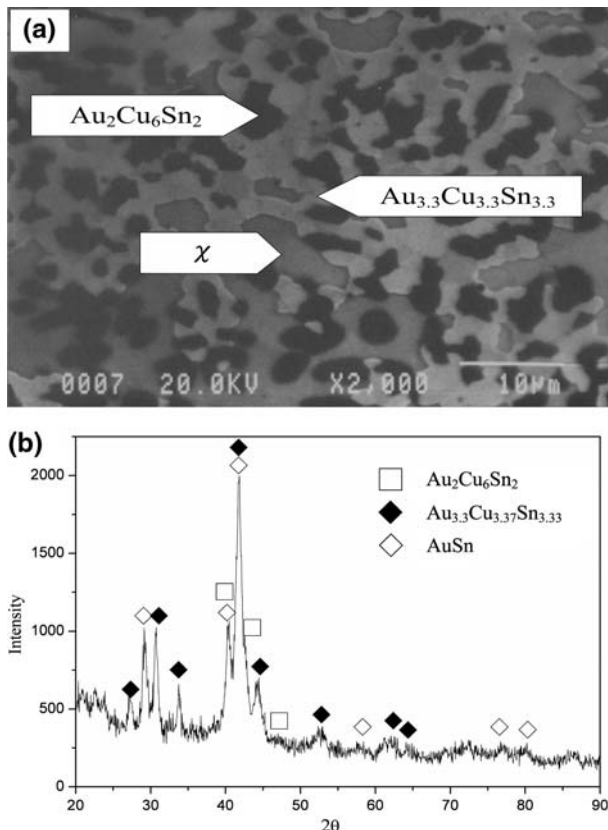 (a)
Au₂Cu₆Sn₂
Au₃.₃Cu₃.₃Sn₃.₃
χ
0007 20.0KV X2,000 10μm
(b)
2000
1500
1000
500
0
Intensity
Au₂Cu₆Sn₂
Au₃.₃Cu₃.₃₇Sn₃.₃₃
AuSn
20 30 40 50 60 70 80 90
2θ